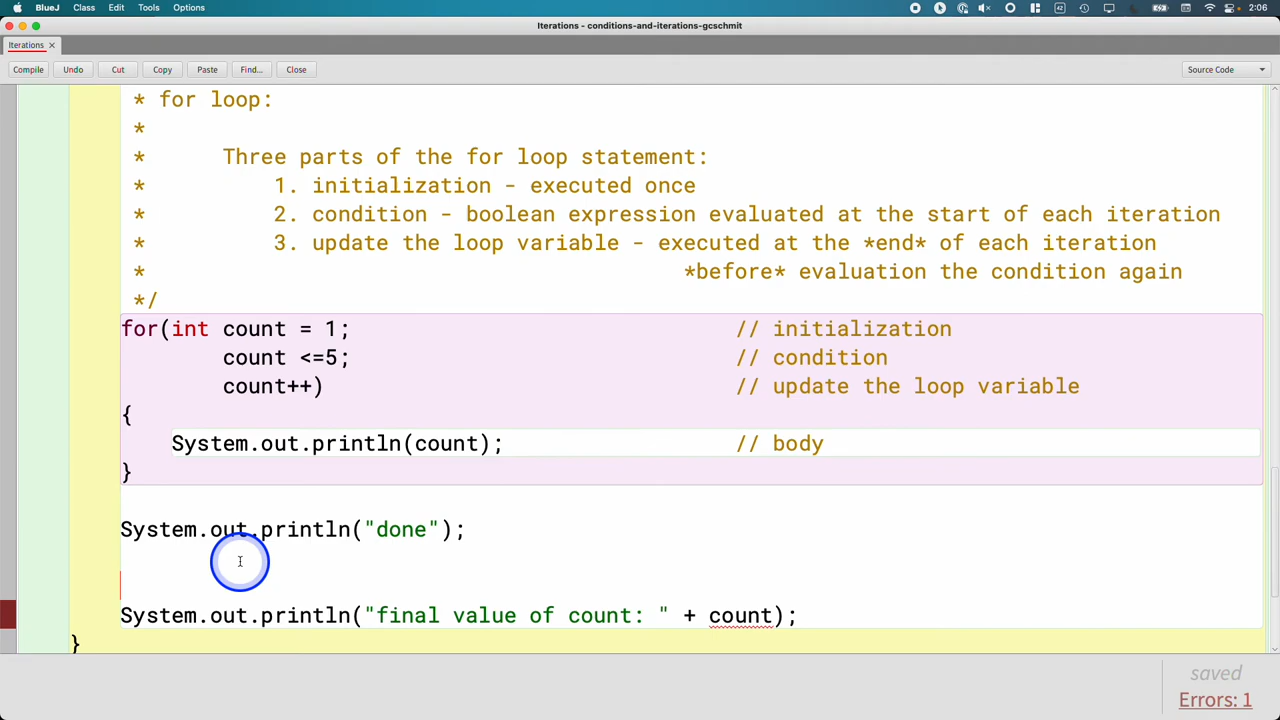 BlueJ Class Edit Tools Options 2:06
Iterations - conditions-and-iterations-gcschmit
Iterations ×
Compile Undo Cut Copy Paste Find... Close Source Code
* for loop:
*
* Three parts of the for loop statement:
* 1. initialization - executed once
* 2. condition - boolean expression evaluated at the start of each iteration
* 3. update the loop variable - executed at the *end* of each iteration
* *before* evaluation the condition again
*/
for(int count = 1; // initialization
count <=5; // condition
count++) // update the loop variable
{
System.out.println(count); // body
}
System.out.println("done");
System.out.println("final value of count: " + count);
}
saved
Errors: 1